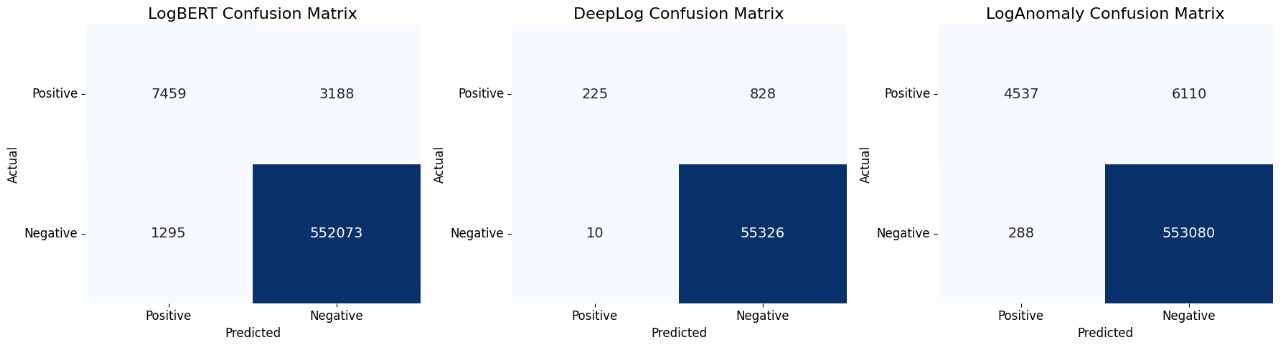 LogBERT Confusion Matrix
Positive
7459
3188
Negative
1295
552073
Actual
Positive
Negative
Predicted
DeepLog Confusion Matrix
Positive
225
828
Negative
10
55326
Actual
Positive
Negative
Predicted
LogAnomaly Confusion Matrix
Positive
4537
6110
Negative
288
553080
Actual
Positive
Negative
Predicted